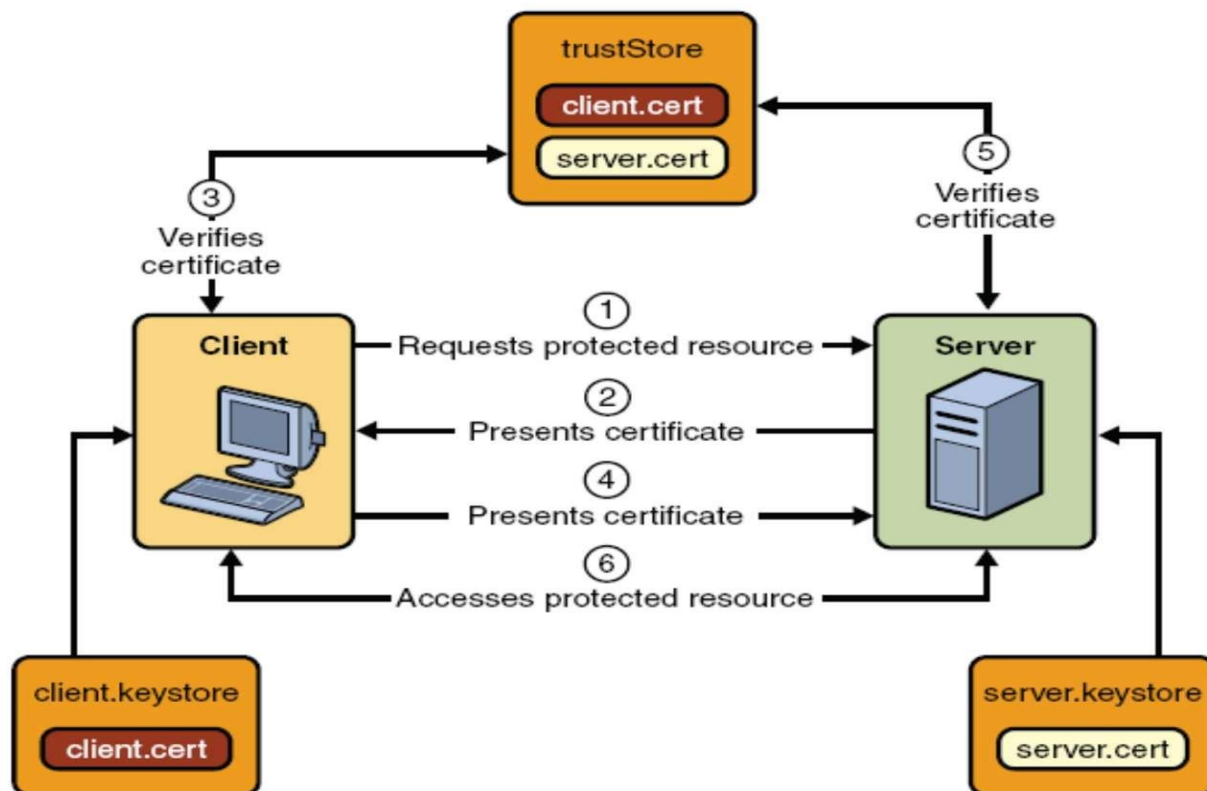 trustStore
client.cert
server.cert
3
Verifies
certificate
5
Verifies
certificate
Client
1
Requests protected resource
Server
2
Presents certificate
4
Presents certificate
6
Accesses protected resource
client.keystore
client.cert
server.keystore
server.cert